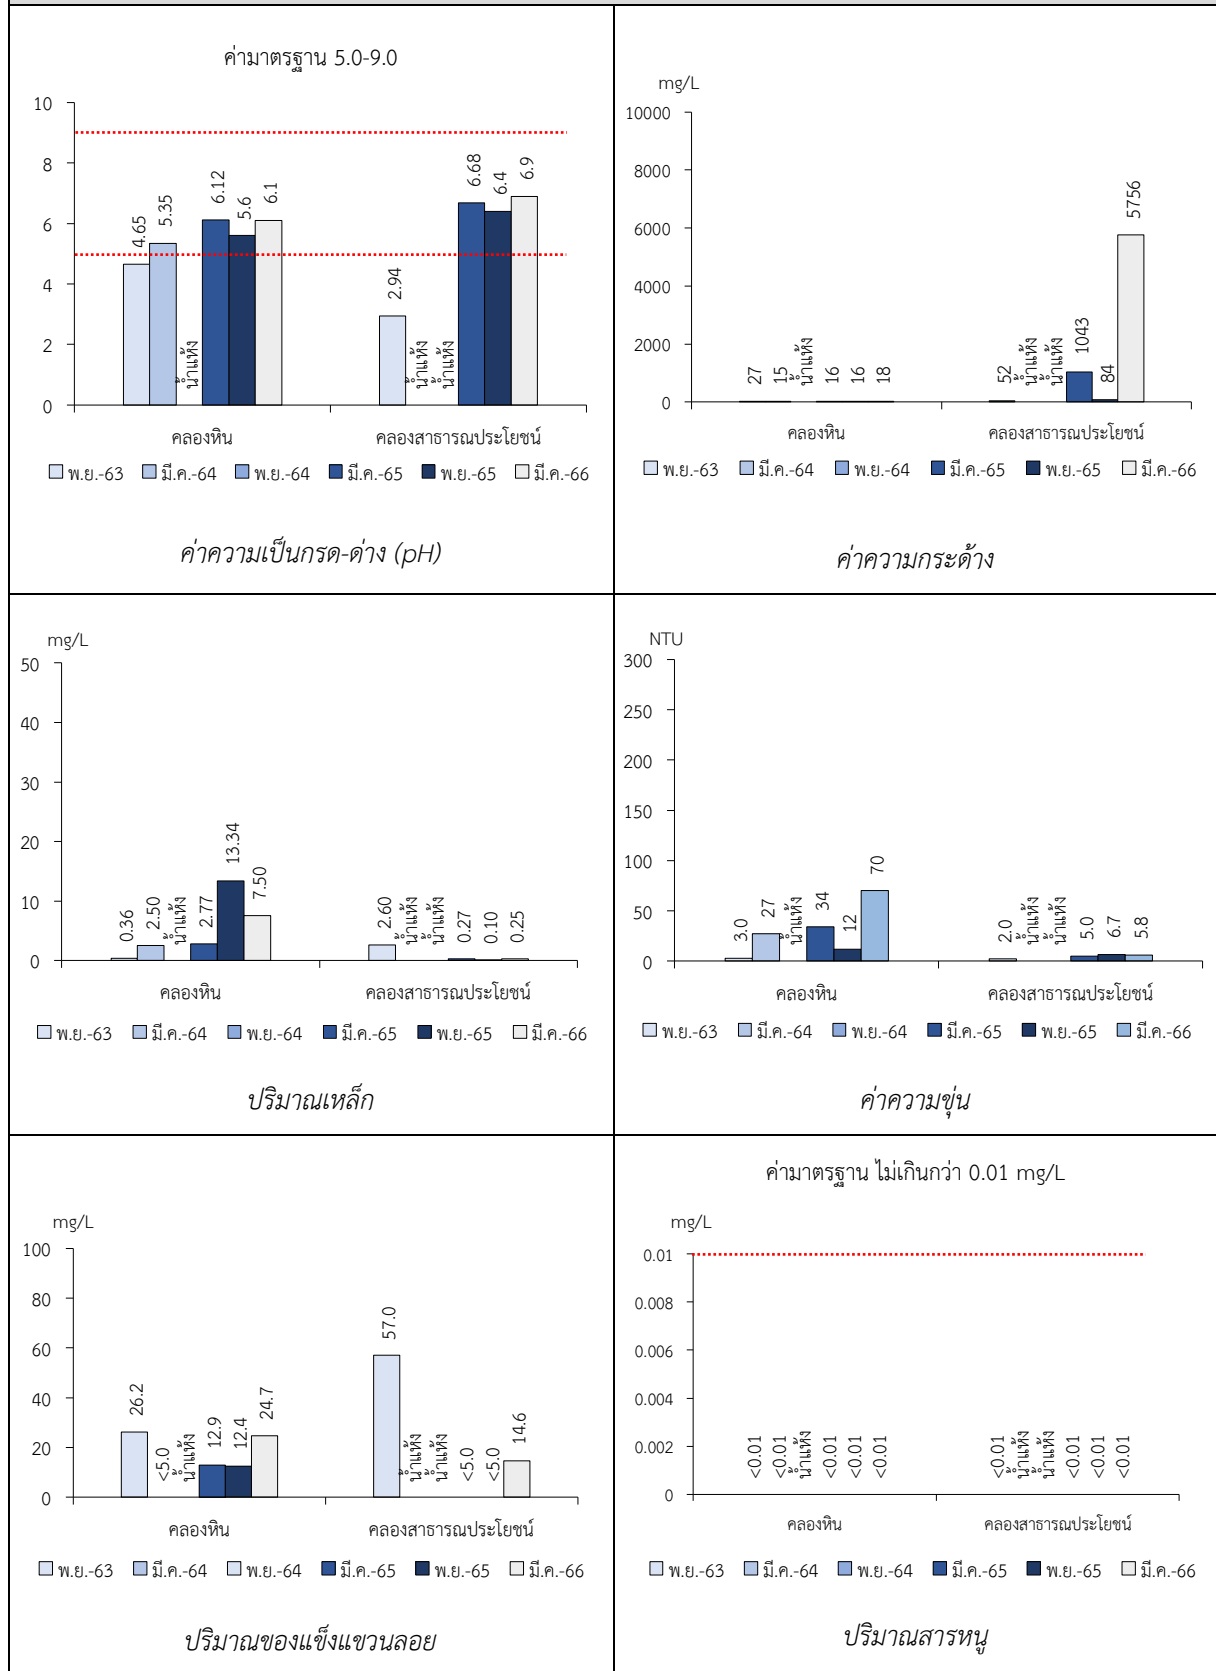 ค่ามาตรฐาน 5.0-9.0
10
8
6
4
2
0
4.65
5.35
น้ำแห้ง
6.12
5.6
6.1
2.94
น้ำแห้ง
น้ำแห้ง
6.68
6.4
6.9
คลองหิน
คลองสาธารณประโยชน์
พ.ย.-63 มี.ค.-64 พ.ย.-64 มี.ค.-65 พ.ย.-65 มี.ค.-66
ค่าความเป็นกรด-ด่าง (pH)
mg/L
10000
8000
6000
4000
2000
0
27
15
น้ำแห้ง
16
16
18
52
น้ำแห้ง
น้ำแห้ง
1043
84
5756
คลองหิน
คลองสาธารณประโยชน์
พ.ย.-63 มี.ค.-64 พ.ย.-64 มี.ค.-65 พ.ย.-65 มี.ค.-66
ค่าความกระด้าง
mg/L
50
40
30
20
10
0
0.36
2.50
น้ำแห้ง
2.77
13.34
7.50
2.60
น้ำแห้ง
น้ำแห้ง
0.27
0.10
0.25
คลองหิน
คลองสาธารณประโยชน์
พ.ย.-63 มี.ค.-64 พ.ย.-64 มี.ค.-65 พ.ย.-65 มี.ค.-66
ปริมาณเหล็ก
NTU
300
250
200
150
100
50
0
3.0
27
น้ำแห้ง
34
12
70
2.0
น้ำแห้ง
น้ำแห้ง
5.0
6.7
5.8
คลองหิน
คลองสาธารณประโยชน์
พ.ย.-63 มี.ค.-64 พ.ย.-64 มี.ค.-65 พ.ย.-65 มี.ค.-66
ค่าความขุ่น
mg/L
100
80
60
40
20
0
26.2
<5.0
น้ำแห้ง
12.9
12.4
24.7
57.0
น้ำแห้ง
น้ำแห้ง
<5.0
<5.0
14.6
คลองหิน
คลองสาธารณประโยชน์
พ.ย.-63 มี.ค.-64 พ.ย.-64 มี.ค.-65 พ.ย.-65 มี.ค.-66
ปริมาณของแข็งแขวนลอย
ค่ามาตรฐาน ไม่เกินกว่า 0.01 mg/L
mg/L
0.01
0.008
0.006
0.004
0.002
0
<0.01
<0.01
น้ำแห้ง
<0.01
<0.01
<0.01
<0.01
น้ำแห้ง
น้ำแห้ง
<0.01
<0.01
<0.01
คลองหิน
คลองสาธารณประโยชน์
พ.ย.-63 มี.ค.-64 พ.ย.-64 มี.ค.-65 พ.ย.-65 มี.ค.-66
ปริมาณสารหนู